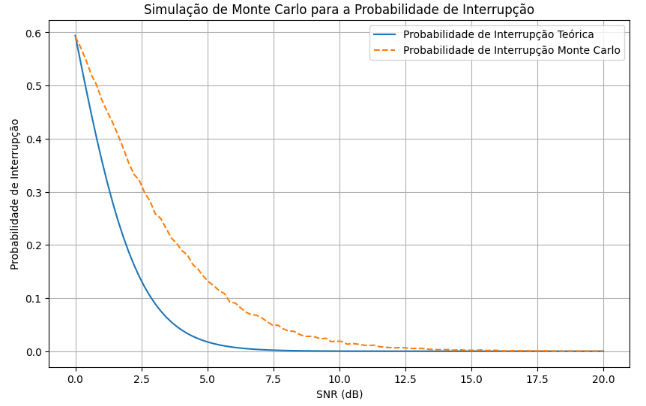 Simulação de Monte Carlo para a Probabilidade de Interrupção
Probabilidade de Interrupção Teórica
Probabilidade de Interrupção Monte Carlo
Probabilidade de Interrupção
0.6
0.5
0.4
0.3
0.2
0.1
0.0
0.0 2.5 5.0 7.5 10.0 12.5 15.0 17.5 20.0
SNR (dB)